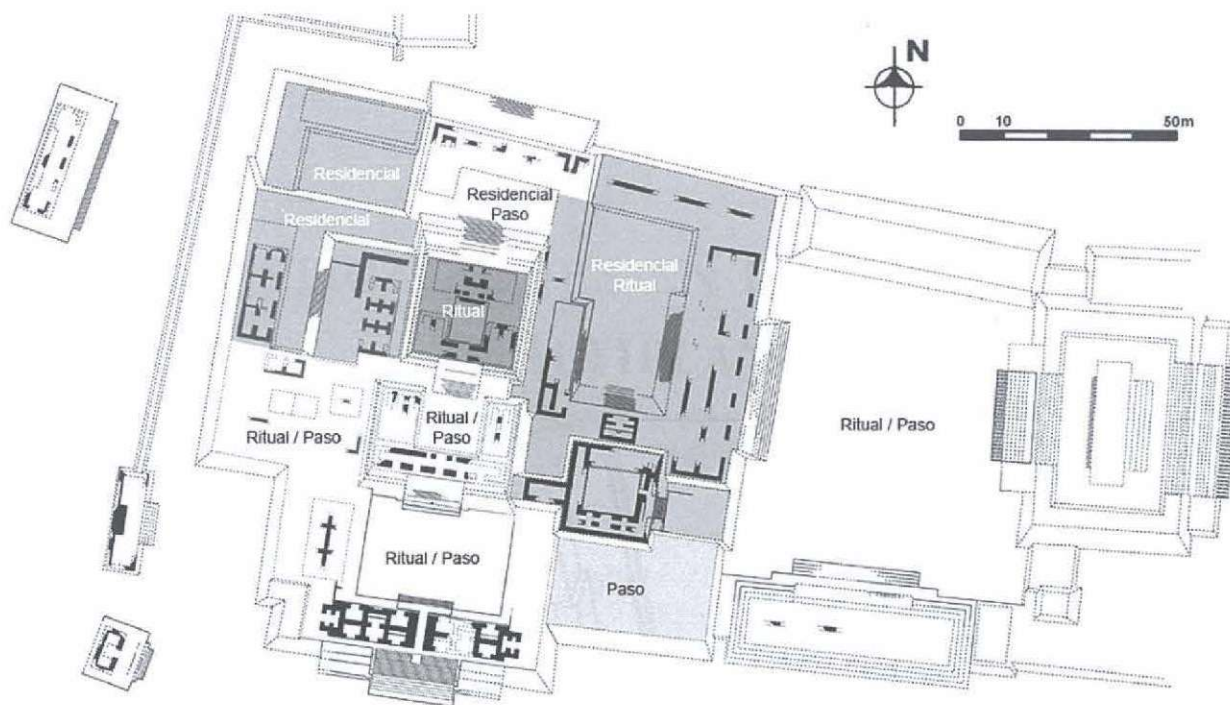 N
0 10 50m
Residencial
Residencial
Paso
Residencial
Residencial
Ritual
Ritual
Ritual /
Paso
Ritual / Paso
Ritual / Paso
Ritual / Paso
Paso